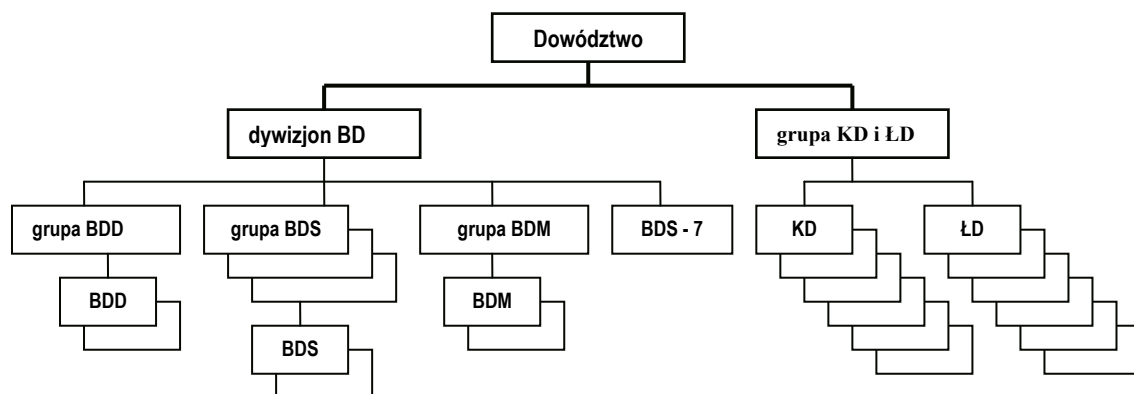 Dowództwo
dywizjon BD
grupa KD i ŁD
grupa BDD
grupa BDS
grupa BDM
BDS - 7
KD
ŁD
BDD
BDM
BDS